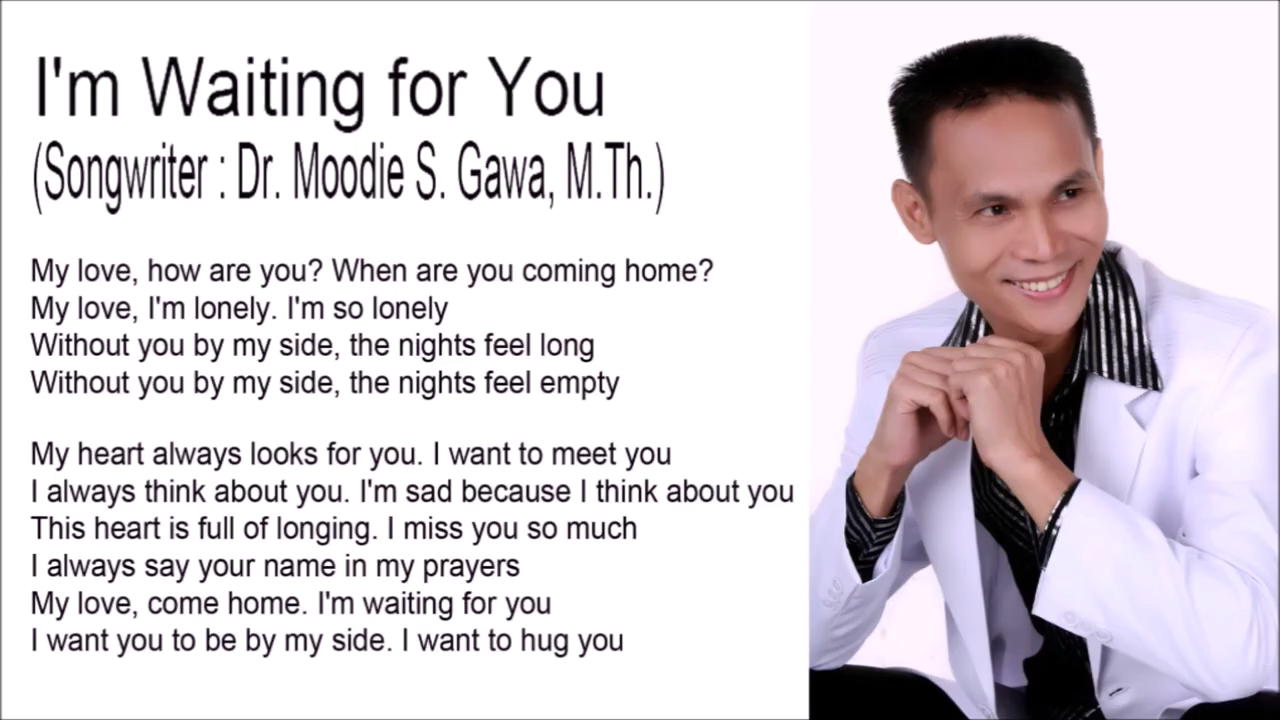 I'm Waiting for You
(Songwriter : Dr. Moodie S. Gawa, M.Th.)
My love, how are you? When are you coming home?
My love, I'm lonely. I'm so lonely
Without you by my side, the nights feel long
Without you by my side, the nights feel empty
My heart always looks for you. I want to meet you
I always think about you. I'm sad because I think about you
This heart is full of longing. I miss you so much
I always say your name in my prayers
My love, come home. I'm waiting for you
I want you to be by my side. I want to hug you